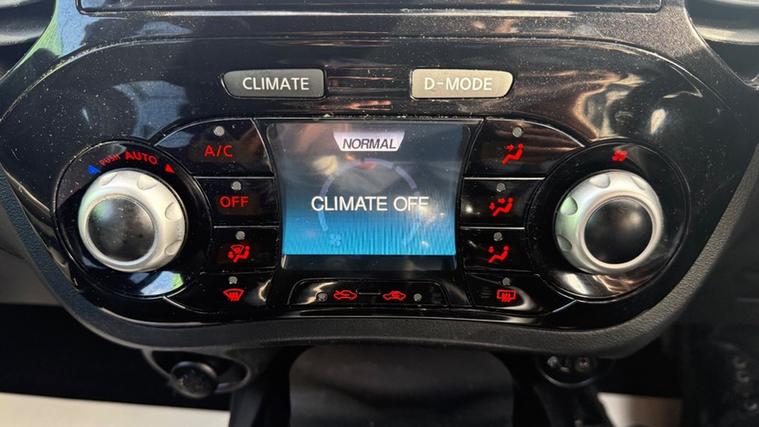 CLIMATE
D-MODE
NORMAL
PUSH AUTO
A/C
OFF
CLIMATE OFF